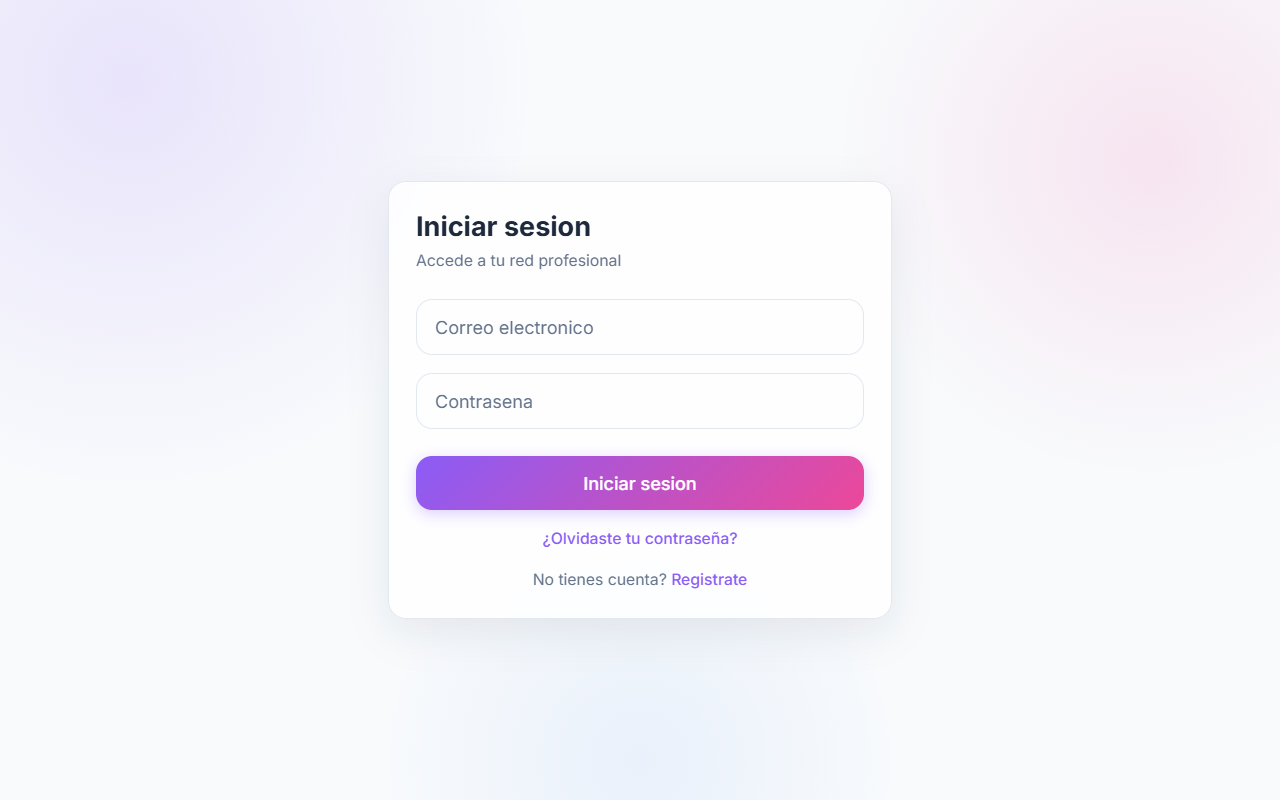 Iniciar sesion
Accede a tu red profesional
Correo electronico
Contrasena
Iniciar sesion
¿Olvidaste tu contraseña?
No tienes cuenta? Registrate